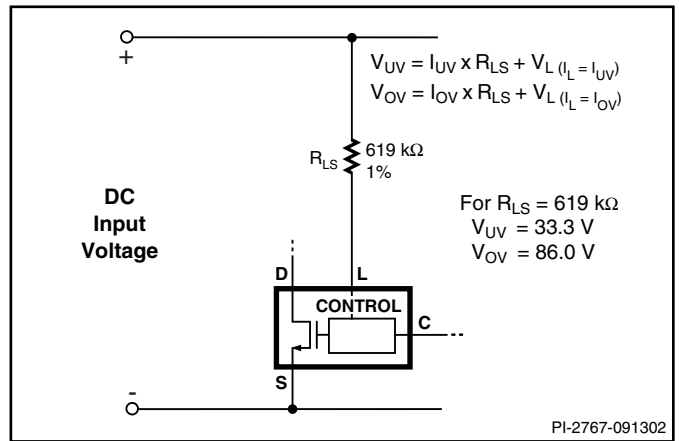 +
V_UV = I_UV x R_LS + V_L (I_L = I_UV)
V_OV = I_OV x R_LS + V_L (I_L = I_OV)
R_LS
619 kΩ
1%
DC
Input
Voltage
For R_LS = 619 kΩ
V_UV = 33.3 V
V_OV = 86.0 V
D
L
CONTROL
C
S
-
PI-2767-091302